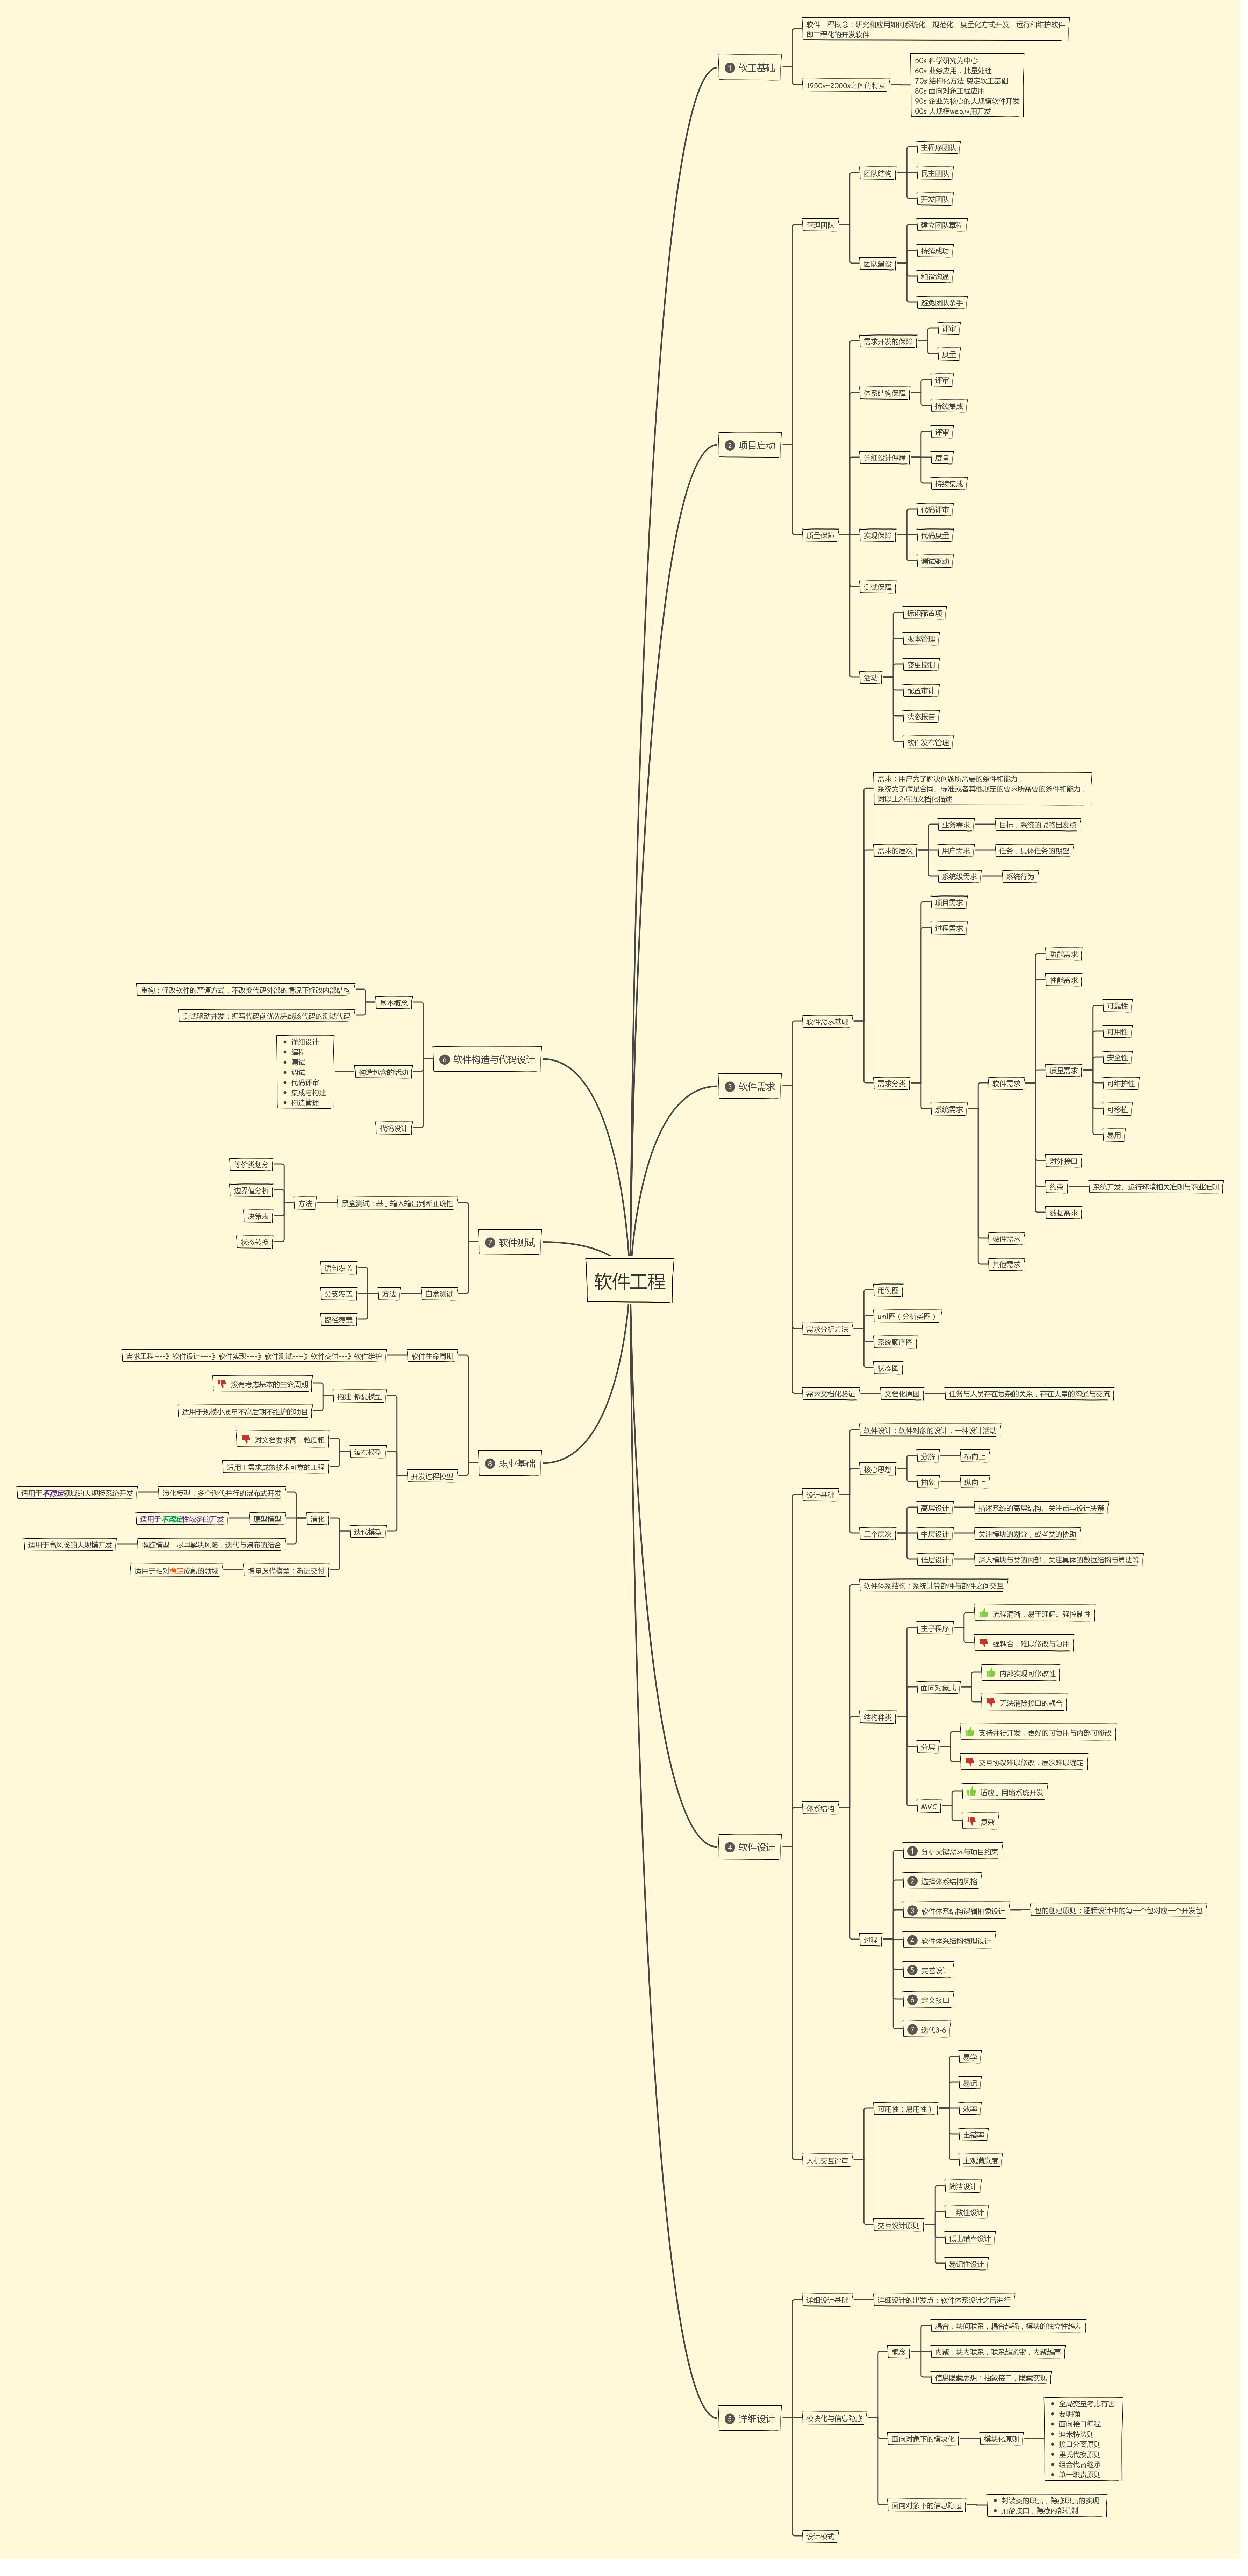 软件工程
1 软工基础
软件工程概念：研究和应用如何系统化、规范化、度量化方式开发、运行和维护软件
即工程化的开发软件
1950s~2000s之间的特点
50s 科学研究为中心
60s 业务应用，批量处理
70s 结构化方法 奠定软工基础
80s 面向对象工程应用
90s 企业为核心的大规模软件开发
00s 大规模web应用开发
2 项目启动
管理团队
团队结构
主程序团队
民主团队
开发团队
团队建设
建立团队章程
持续成功
和谐沟通
避免团队杀手
质量保障
需求开发的保障
评审
度量
体系结构保障
评审
持续集成
详细设计保障
评审
度量
持续集成
实现保障
代码评审
代码度量
测试驱动
测试保障
活动
标识配置项
版本管理
变更控制
配置审计
状态报告
软件发布管理
3 软件需求
软件需求基础
需求：用户为了解决问题所需要的条件和能力，
系统为了满足合同、标准或者其他规定的要求所需要的条件和能力，
对以上2点的文档化描述
需求的层次
业务需求
目标，系统的战略出发点
用户需求
任务，具体任务的期望
系统级需求
系统行为
需求分类
项目需求
过程需求
系统需求
软件需求
功能需求
性能需求
质量需求
可靠性
可用性
安全性
可维护性
可移植
易用
对外接口
约束
系统开发、运行环境相关准则与商业准则
数据需求
硬件需求
其他需求
需求分析方法
用例图
uml图（分析类图）
系统顺序图
状态图
需求文档化验证
文档化原因
任务与人员存在复杂的关系，存在大量的沟通与交流
4 软件设计
设计基础
软件设计：软件对象的设计，一种设计活动
核心思想
分解
横向上
抽象
纵向上
三个层次
高层设计
描述系统的高层结构、关注点与设计决策
中层设计
关注模块的划分，或者类的协助
低层设计
深入模块与类的内部，关注具体的数据结构与算法等
体系结构
软件体系结构：系统计算部件与部件之间交互
结构种类
主子程序
流程清晰，易于理解。强控制性
强耦合，难以修改与复用
面向对象式
内部实现可修改性
无法消除接口的耦合
分层
支持并行开发，更好的可复用与内部可修改
交互协议难以修改，层次难以确定
MVC
适应于网络系统开发
复杂
过程
1 分析关键需求与项目约束
2 选择体系结构风格
3 软件体系结构逻辑抽象设计
包的创建原则：逻辑设计中的每一个包对应一个开发包
4 软件体系结构物理设计
5 完善设计
6 定义接口
7 迭代3-6
人机交互评审
可用性（易用性）
易学
易记
效率
出错率
主观满意度
交互设计原则
简洁设计
一致性设计
低出错率设计
易记性设计
5 详细设计
详细设计基础
详细设计的出发点：软件体系设计之后进行
模块化与信息隐藏
概念
耦合：块间联系，耦合越强，模块的独立性越差
内聚：块内联系，联系越紧密，内聚越高
信息隐藏思想：抽象接口，隐藏实现
面向对象下的模块化
模块化原则
• 全局变量考虑有害
• 要明确
• 面向接口编程
• 迪米特法则
• 接口分离原则
• 里氏代换原则
• 组合代替继承
• 单一职责原则
面向对象下的信息隐藏
• 封装类的职责，隐藏职责的实现
• 抽象接口，隐藏内部机制
设计模式
6 软件构造与代码设计
基本概念
重构：修改软件的严谨方式，不改变代码外部的情况下修改内部结构
测试驱动开发：编写代码前优先完成该代码的测试代码
构造包含的活动
• 详细设计
• 编程
• 测试
• 调试
• 代码评审
• 集成与构建
• 构造管理
代码设计
7 软件测试
黑盒测试：基于输入输出判断正确性
方法
等价类划分
边界值分析
决策表
状态转换
白盒测试
方法
语句覆盖
分支覆盖
路径覆盖
8 职业基础
软件生命周期
需求工程----》软件设计----》软件实现----》软件测试----》软件交付---》软件维护
开发过程模型
构建-修复模型
没有考虑基本的生命周期
适用于规模小质量不高后期不维护的项目
瀑布模型
对文档要求高，粒度粗
适用于需求成熟技术可靠的工程
迭代模型
演化
演化模型：多个迭代并行的瀑布式开发
适用于不稳定领域的大规模系统开发
原型模型
适用于不确定性较多的开发
螺旋模型：尽早解决风险，迭代与瀑布的结合
适用于高风险的大规模开发
增量迭代模型：渐进交付
适用于相对稳定成熟的领域